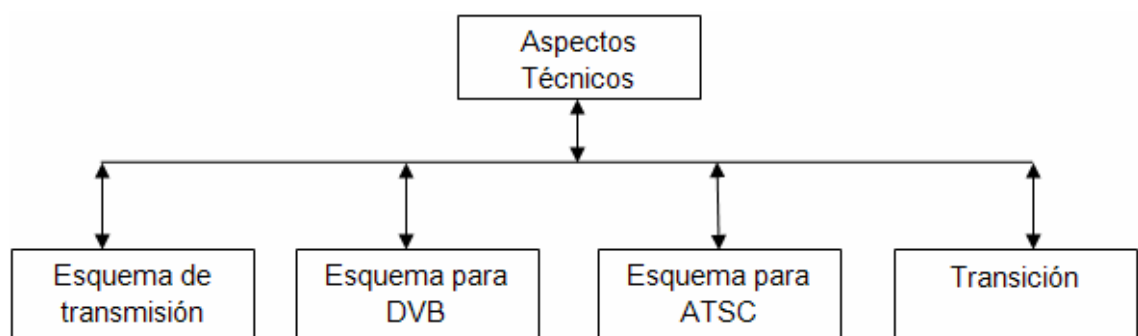 Aspectos
Técnicos
Esquema de
transmisión
Esquema para
DVB
Esquema para
ATSC
Transición